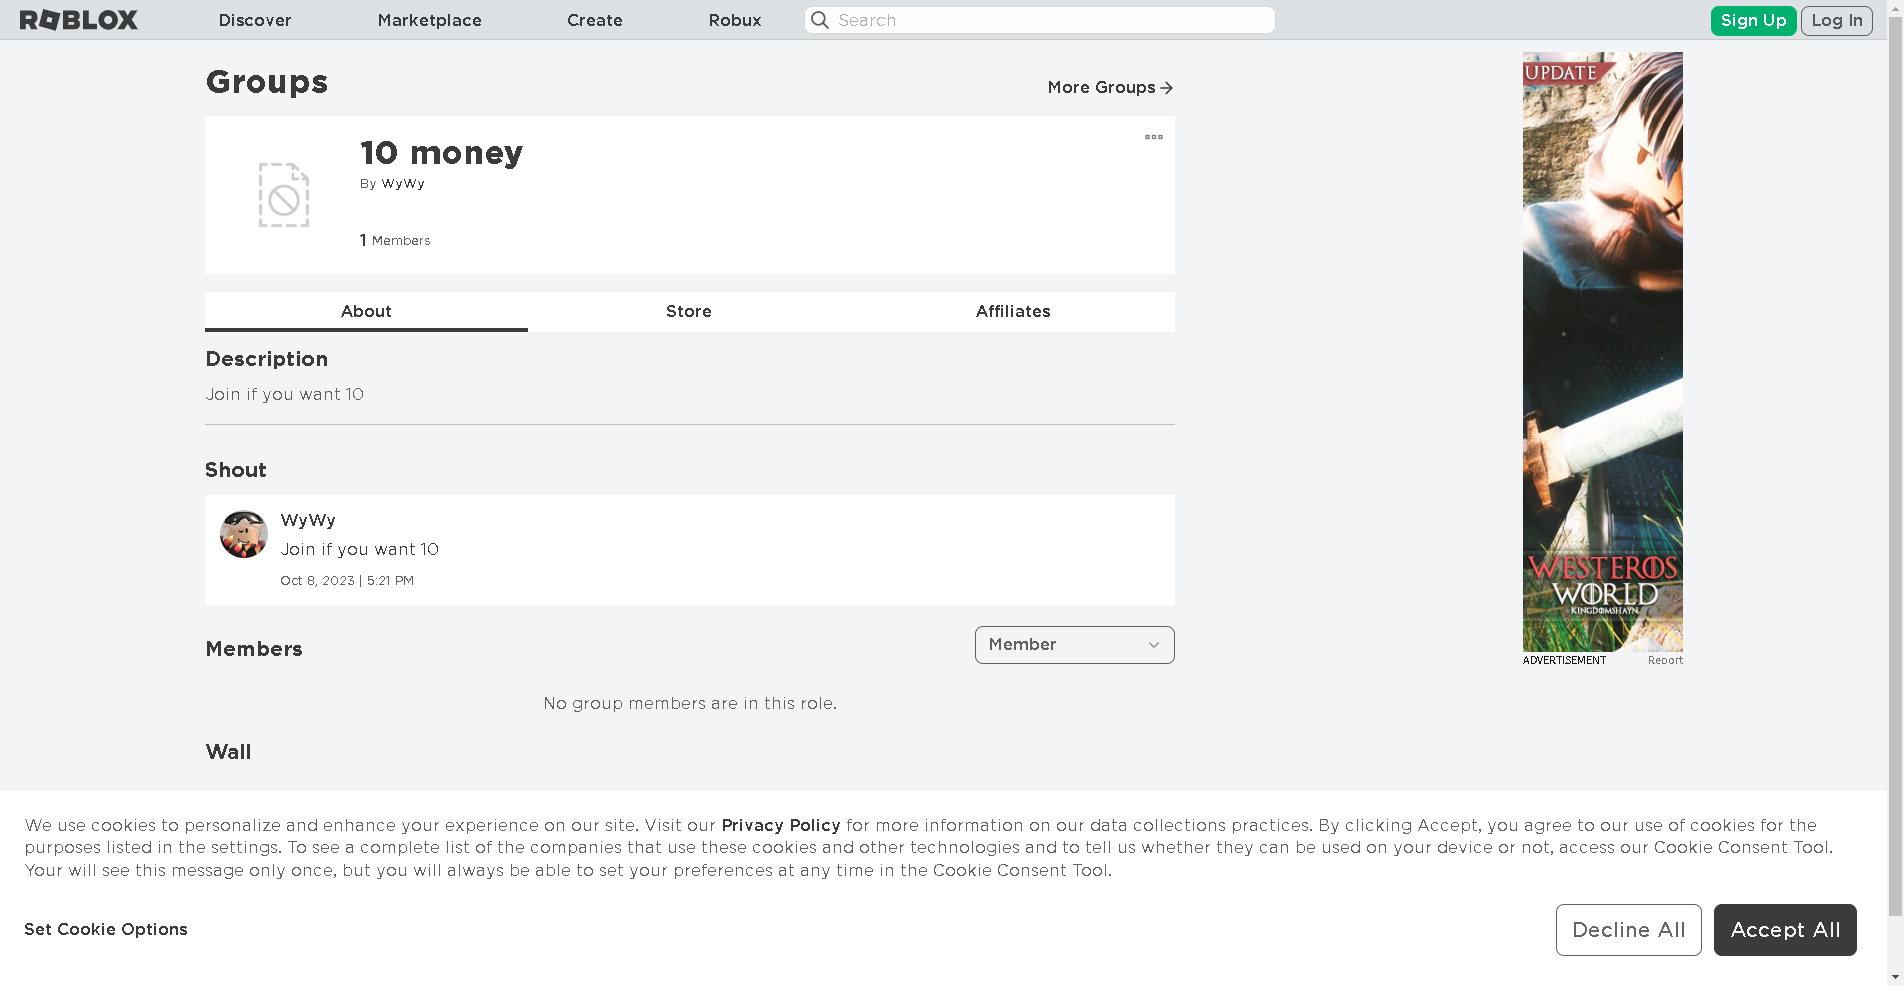 ROBLOX
Discover
Marketplace
Create
Robux
Search
Sign Up
Log In
Groups
More Groups
10 money
By WyWy
1 Members
About
Store
Affiliates
Description
Join if you want 10
Shout
WyWy
Join if you want 10
Oct 8, 2023 | 5:21 PM
Members
Member
No group members are in this role.
Wall
UPDATE
WESTEROS
WORLD
KINGDOMSHAYN
ADVERTISEMENT
Report
We use cookies to personalize and enhance your experience on our site. Visit our Privacy Policy for more information on our data collections practices. By clicking Accept, you agree to our use of cookies for the
purposes listed in the settings. To see a complete list of the companies that use these cookies and other technologies and to tell us whether they can be used on your device or not, access our Cookie Consent Tool.
Your will see this message only once, but you will always be able to set your preferences at any time in the Cookie Consent Tool.
Set Cookie Options
Decline All
Accept All